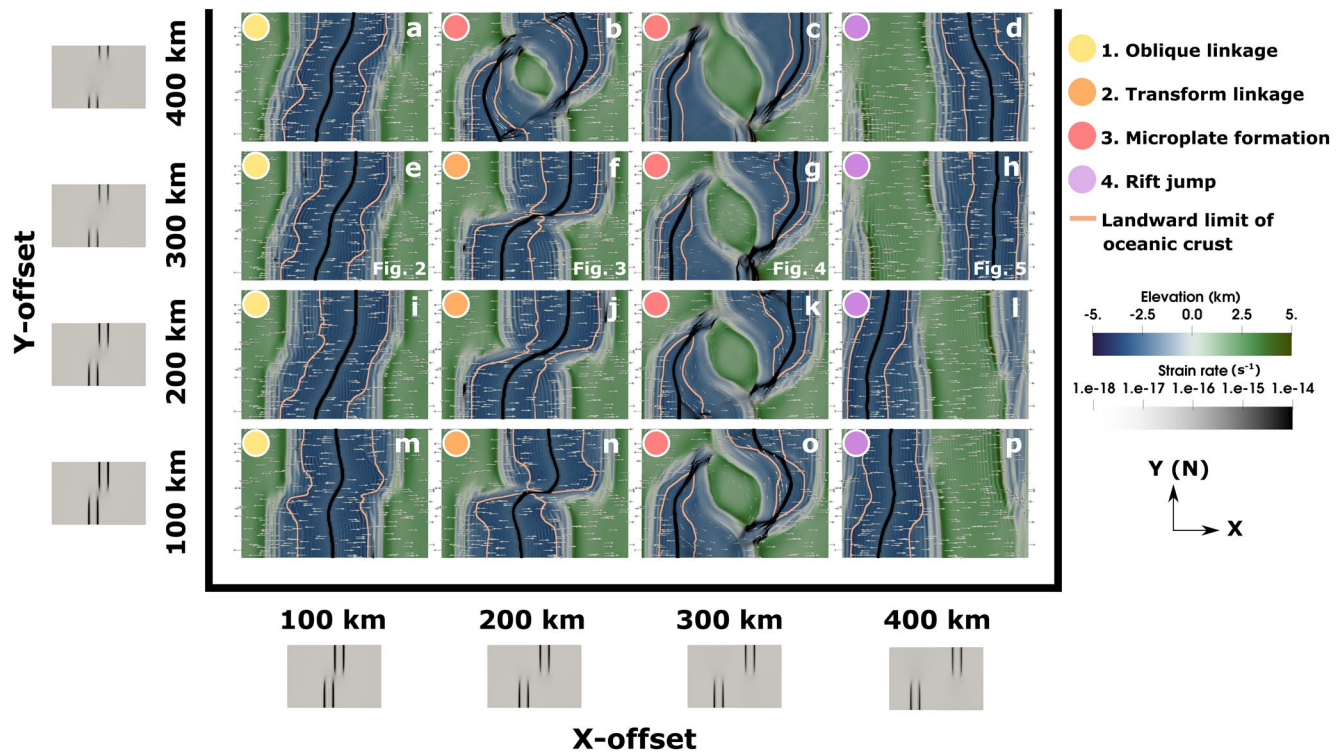 Y-offset
400 km
300 km
200 km
100 km
a
b
c
d
e
Fig. 2
f
Fig. 3
g
Fig. 4
h
Fig. 5
i
j
k
l
m
n
o
p
100 km
200 km
300 km
400 km
X-offset
1. Oblique linkage
2. Transform linkage
3. Microplate formation
4. Rift jump
Landward limit of
oceanic crust
Elevation (km)
-5. -2.5 0.0 2.5 5.
Strain rate (s⁻¹)
1.e-18 1.e-17 1.e-16 1.e-15 1.e-14
Y (N)
X